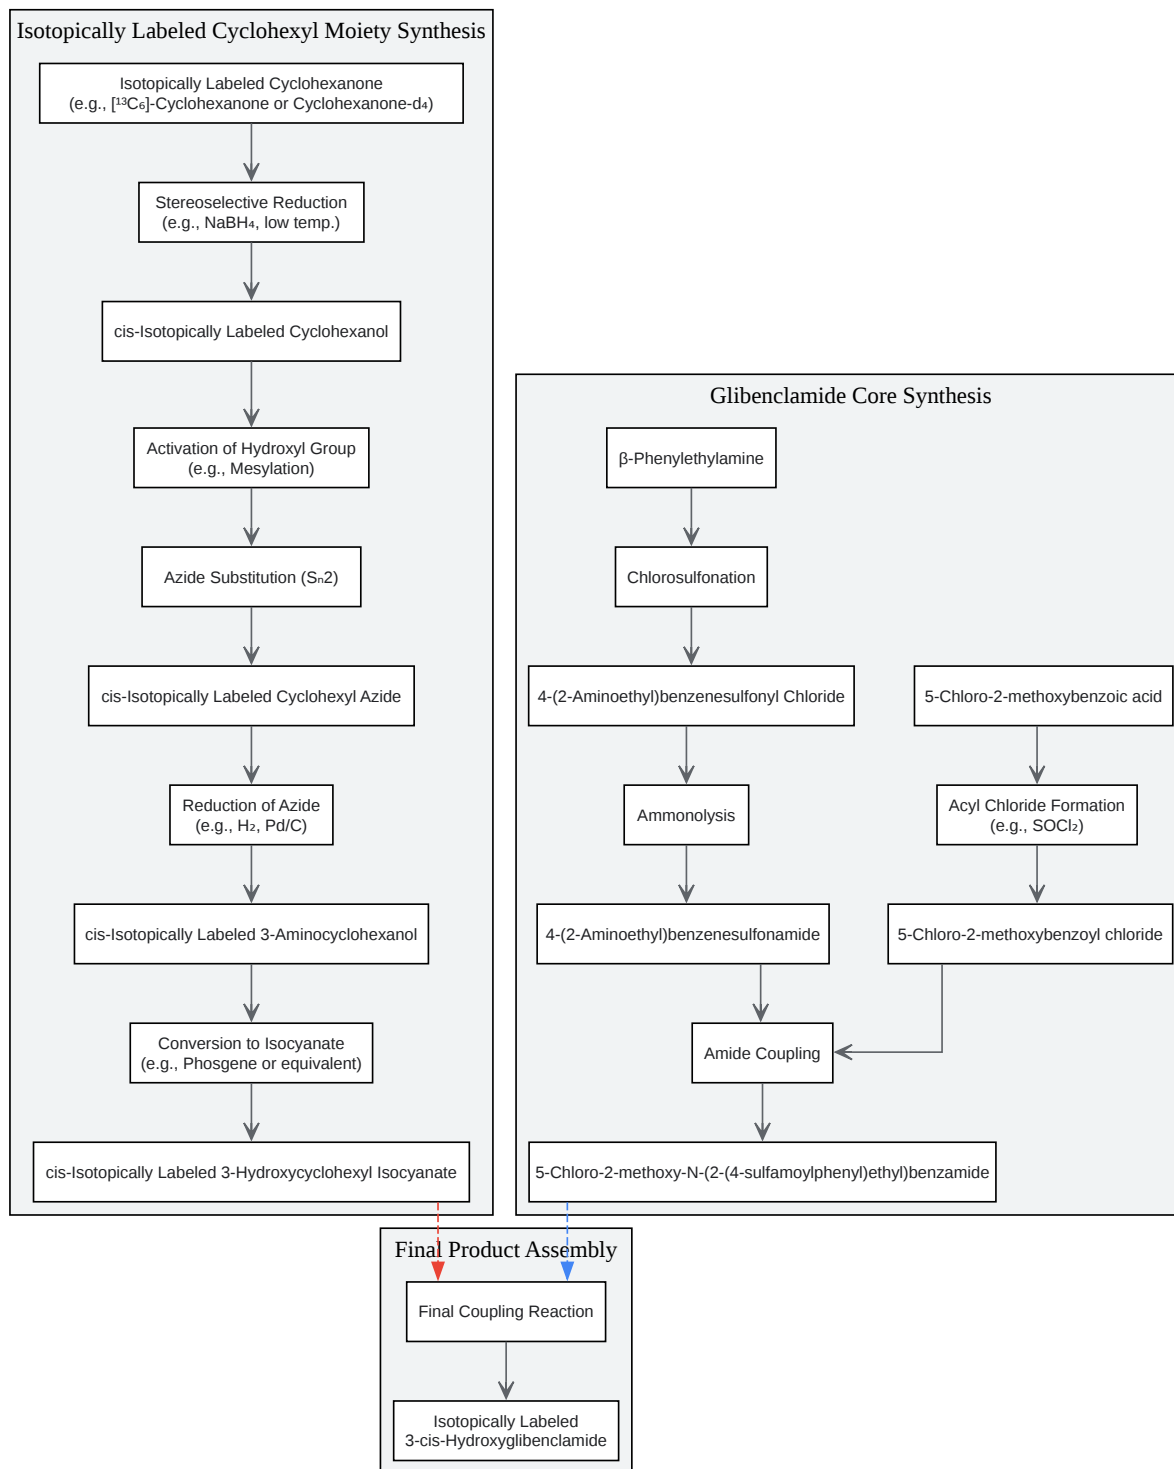 Isotopically Labeled Cyclohexyl Moiety Synthesis
Isotopically Labeled Cyclohexanone
(e.g., [¹³C₆]-Cyclohexanone or Cyclohexanone-d₄)
Stereoselective Reduction
(e.g., NaBH₄, low temp.)
cis-Isotopically Labeled Cyclohexanol
Activation of Hydroxyl Group
(e.g., Mesylation)
Azide Substitution (Sₙ2)
cis-Isotopically Labeled Cyclohexyl Azide
Reduction of Azide
(e.g., H₂, Pd/C)
cis-Isotopically Labeled 3-Aminocyclohexanol
Conversion to Isocyanate
(e.g., Phosgene or equivalent)
cis-Isotopically Labeled 3-Hydroxycyclohexyl Isocyanate
Glibenclamide Core Synthesis
β-Phenylethylamine
Chlorosulfonation
4-(2-Aminoethyl)benzenesulfonyl Chloride
Ammonolysis
4-(2-Aminoethyl)benzenesulfonamide
5-Chloro-2-methoxybenzoic acid
Acyl Chloride Formation
(e.g., SOCl₂)
5-Chloro-2-methoxybenzoyl chloride
Amide Coupling
5-Chloro-2-methoxy-N-(2-(4-sulfamoylphenyl)ethyl)benzamide
Final Product Assembly
Final Coupling Reaction
Isotopically Labeled
3-cis-Hydroxyglibenclamide